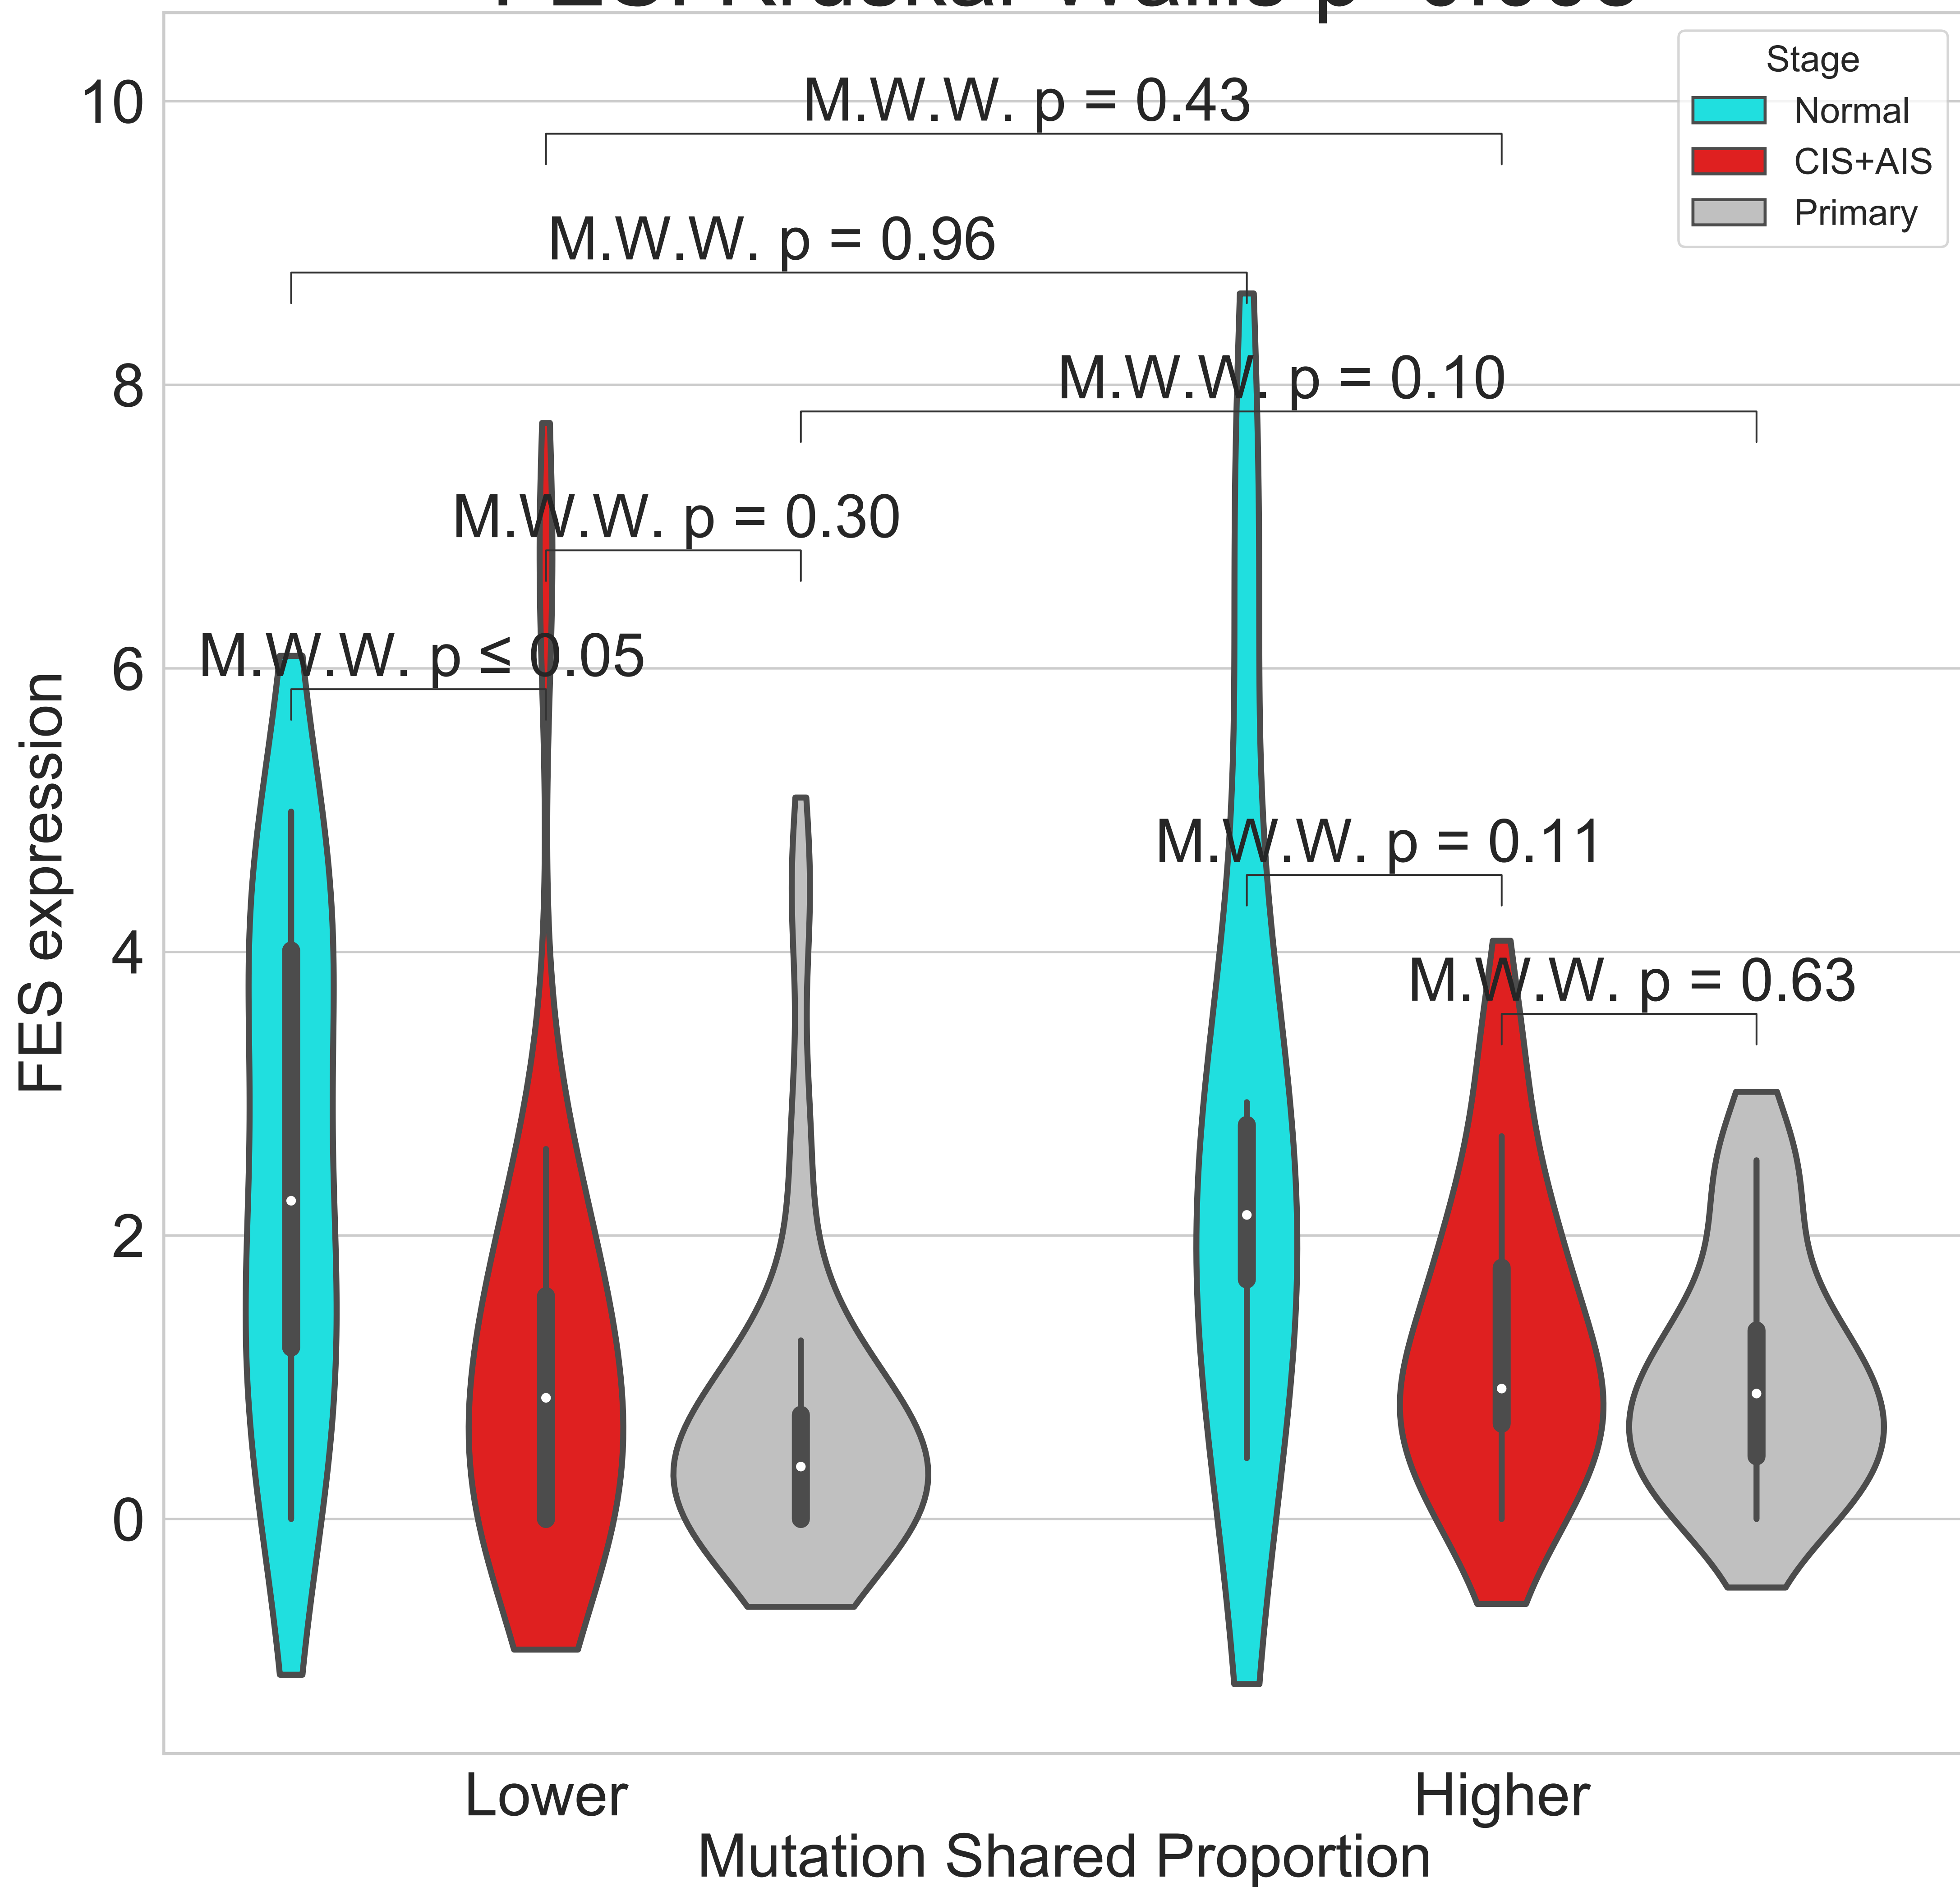 Stage
Normal
CIS+AIS
Primary
10
8
6
4
2
0
FES expression
M.W.W. p = 0.43
M.W.W. p = 0.96
M.W.W. p = 0.10
M.W.W. p = 0.30
M.W.W. p ≤ 0.05
M.W.W. p = 0.11
M.W.W. p = 0.63
Lower
Higher
Mutation Shared Proportion